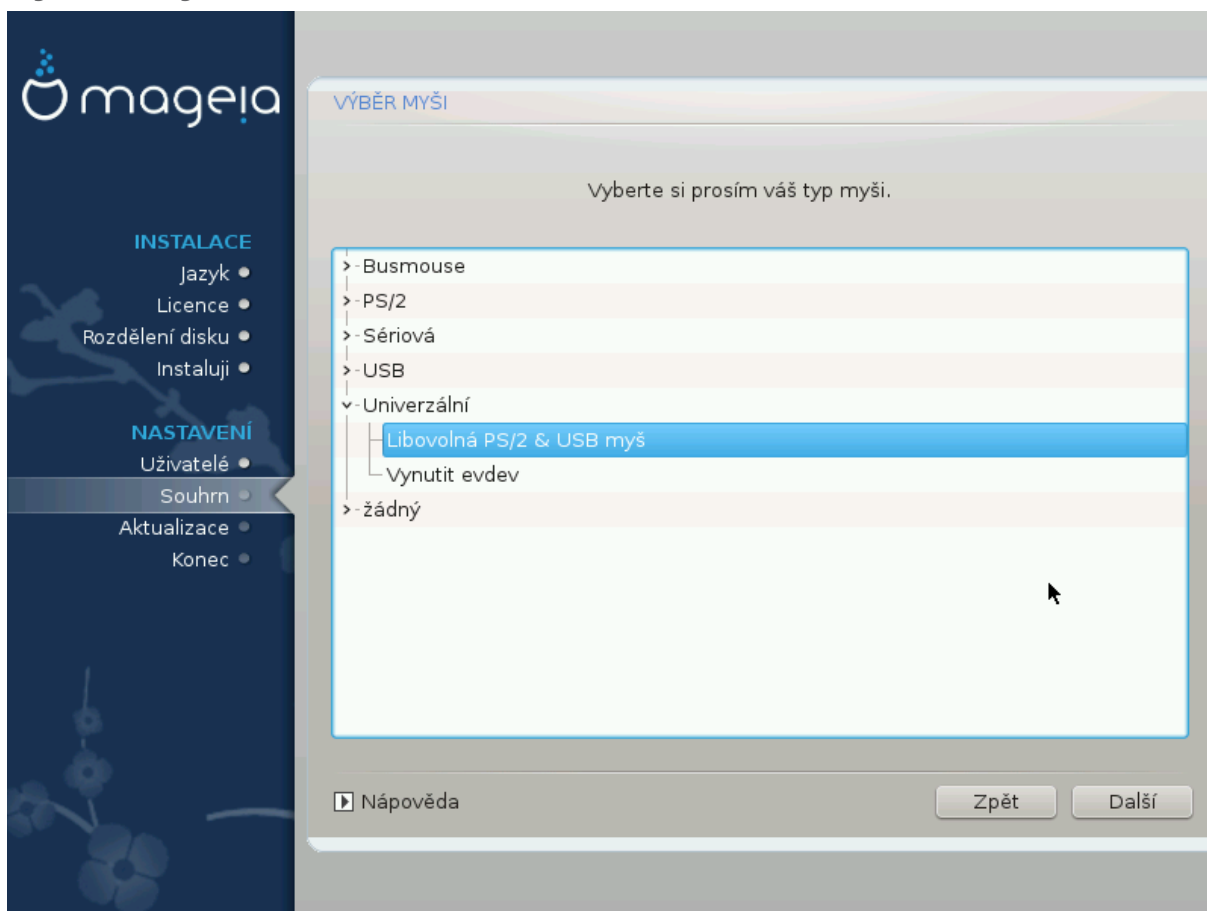 mageia
INSTALACE
Jazyk
Licence
Rozdělení disku
Instaluji
NASTAVENÍ
Uživatelé
Souhrn
Aktualizace
Konec
VÝBĚR MYŠI
Vyberte si prosím váš typ myši.
Busmouse
PS/2
Sériová
USB
Univerzální
Libovolná PS/2 & USB myš
Vynutit evdev
žádný
Nápověda
Zpět
Další